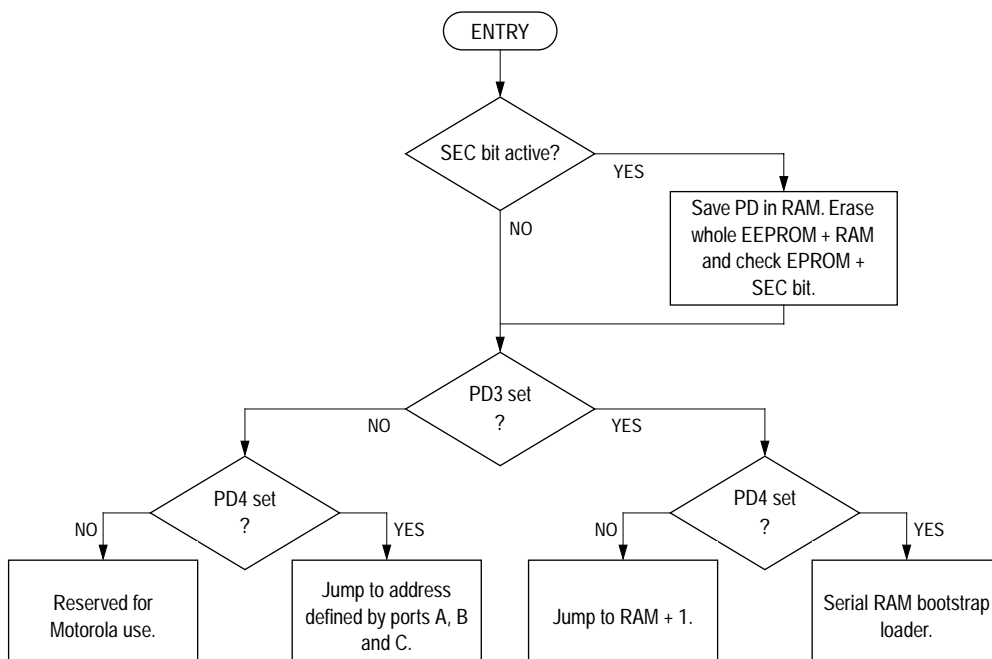 ENTRY
SEC bit active?
YES
NO
Save PD in RAM. Erase
whole EEPROM + RAM
and check EPROM +
SEC bit.
PD3 set
?
NO
YES
PD4 set
?
NO
YES
PD4 set
?
NO
YES
Reserved for
Motorola use.
Jump to address
defined by ports A, B
and C.
Jump to RAM + 1.
Serial RAM bootstrap
loader.